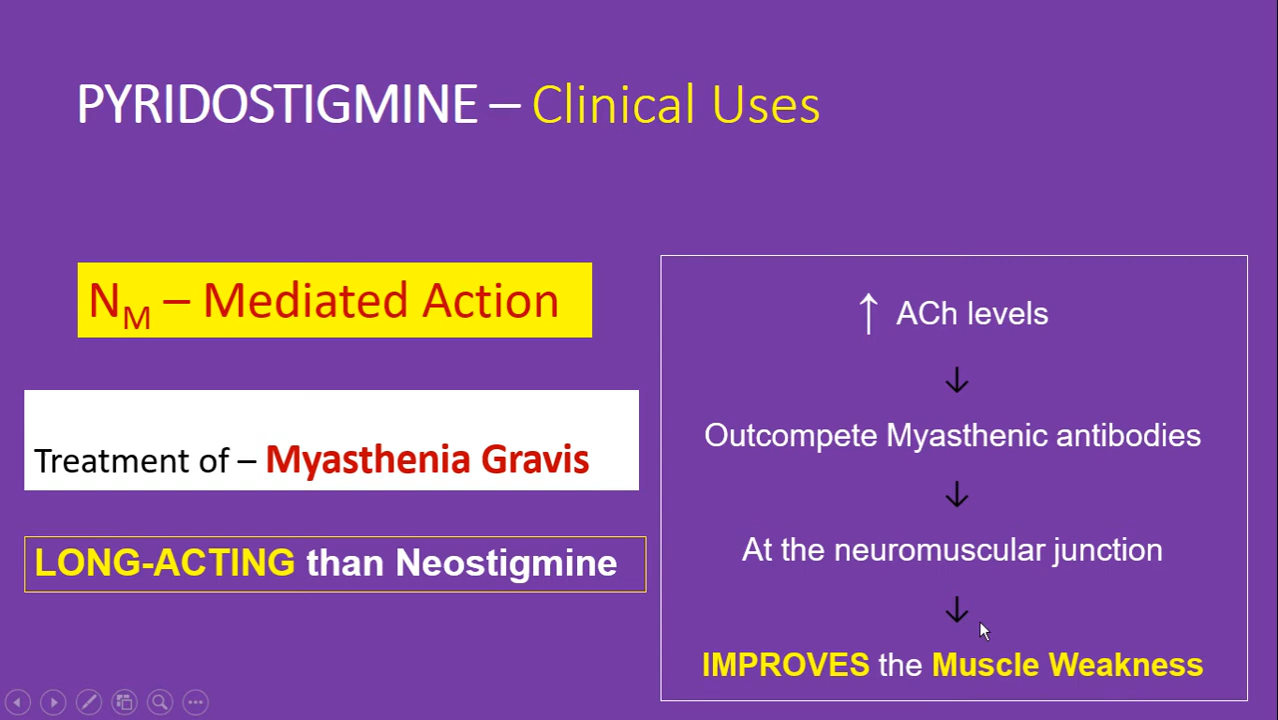 PYRIDOSTIGMINE – Clinical Uses
NM – Mediated Action
Treatment of – Myasthenia Gravis
LONG-ACTING than Neostigmine
↑ ACh levels
↓
Outcompete Myasthenic antibodies
↓
At the neuromuscular junction
↓
IMPROVES the Muscle Weakness